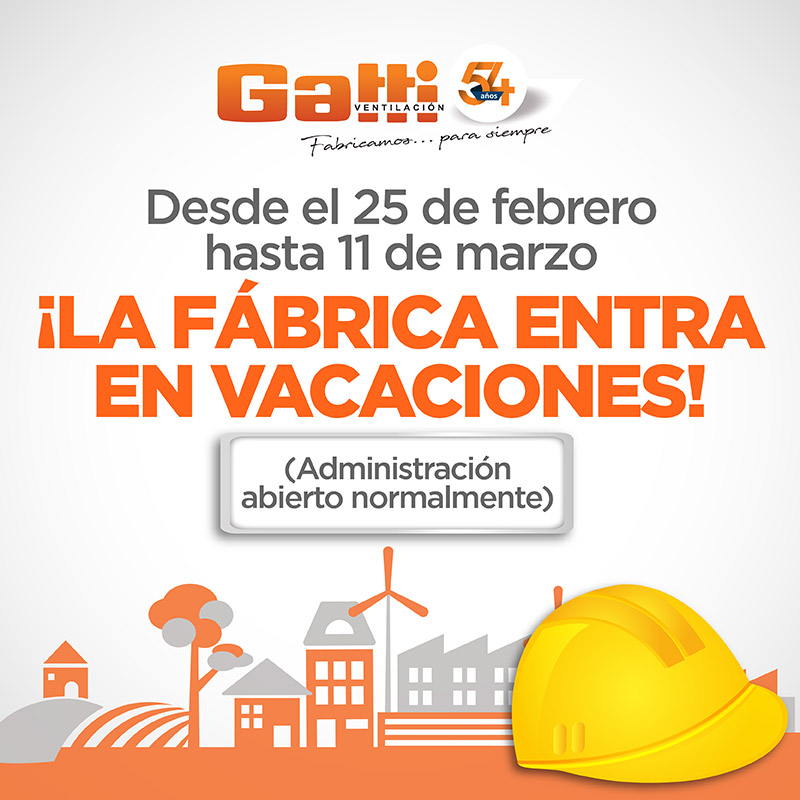 Gatti
VENTILACIÓN
54
años
Fabricamos... para siempre
Desde el 25 de febrero
hasta 11 de marzo
¡LA FÁBRICA ENTRA
EN VACACIONES!
(Administración
abierto normalmente)